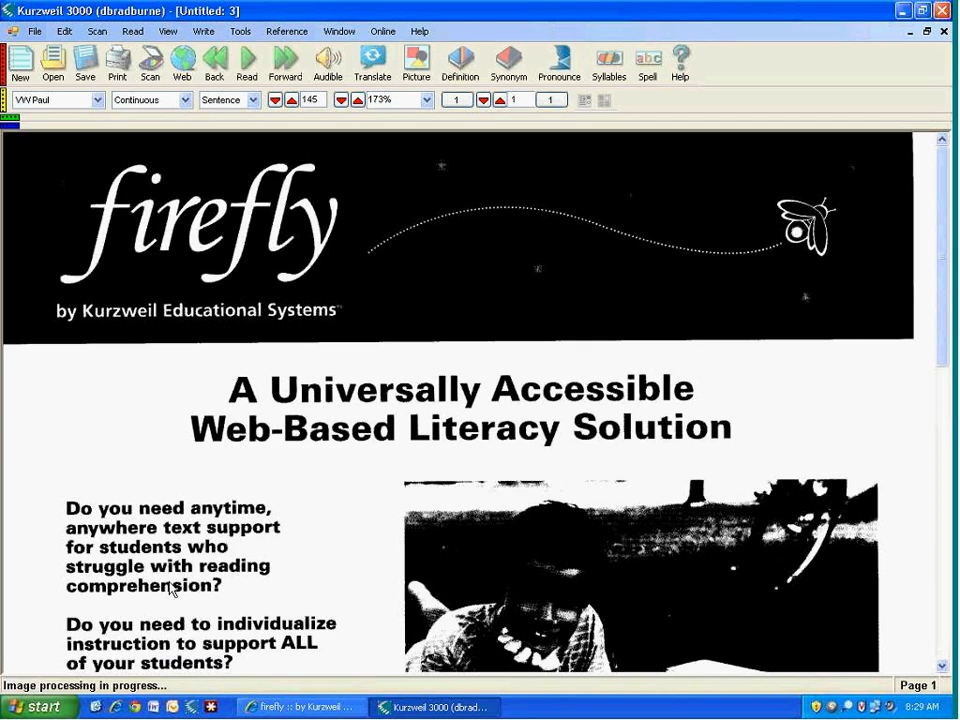 Kurzweil 3000 (dbradburne) - [Untitled: 3]
File Edit Scan Read View Write Tools Reference Window Online Help
New Open Save Print Scan Web Back Read Forward Audible Translate Picture Definition Synonym Pronounce Syllables Spell Help
VW Paul Continuous Sentence 145 173% 1 1 1
firefly
by Kurzweil Educational Systems™
A Universally Accessible
Web-Based Literacy Solution
Do you need anytime,
anywhere text support
for students who
struggle with reading
comprehension?
Do you need to individualize
instruction to support ALL
of your students?
Image processing in progress... Page 1
start firefly :: by Kurzweil ... Kurzweil 3000 (dbrad... 8:29 AM